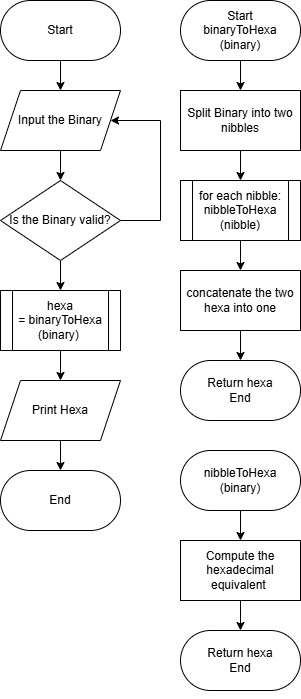 Start
Input the Binary
Is the Binary valid?
hexa
= binaryToHexa
(binary)
Print Hexa
End
Start
binaryToHexa
(binary)
Split Binary into two
nibbles
for each nibble:
nibbleToHexa
(nibble)
concatenate the two
hexa into one
Return hexa
End
nibbleToHexa
(binary)
Compute the
hexadecimal
equivalent
Return hexa
End